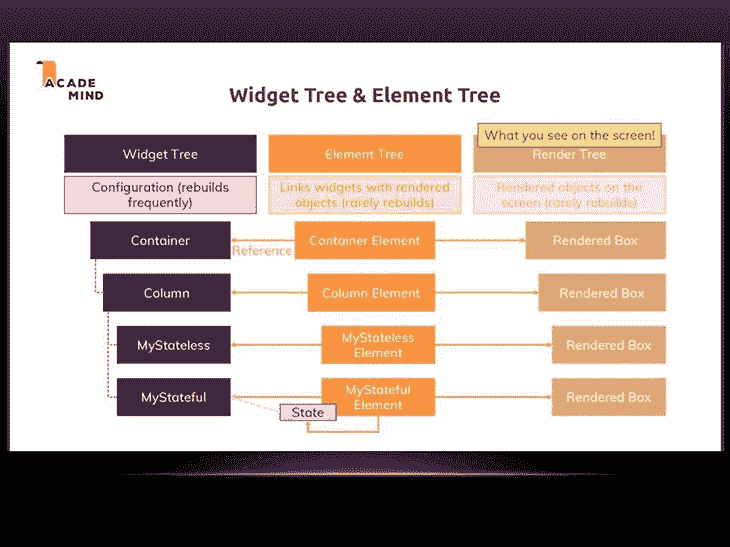 ACADE
MIND
Widget Tree & Element Tree
What you see on the screen!
Widget Tree
Element Tree
Render Tree
Configuration (rebuilds
frequently)
Links widgets with rendered
objects (rarely rebuilds)
Rendered objects on the
screen (rarely rebuilds)
Container
Reference
Container Element
Rendered Box
Column
Column Element
Rendered Box
MyStateless
MyStateless
Element
Rendered Box
MyStateful
MyStateful
Element
Rendered Box
State